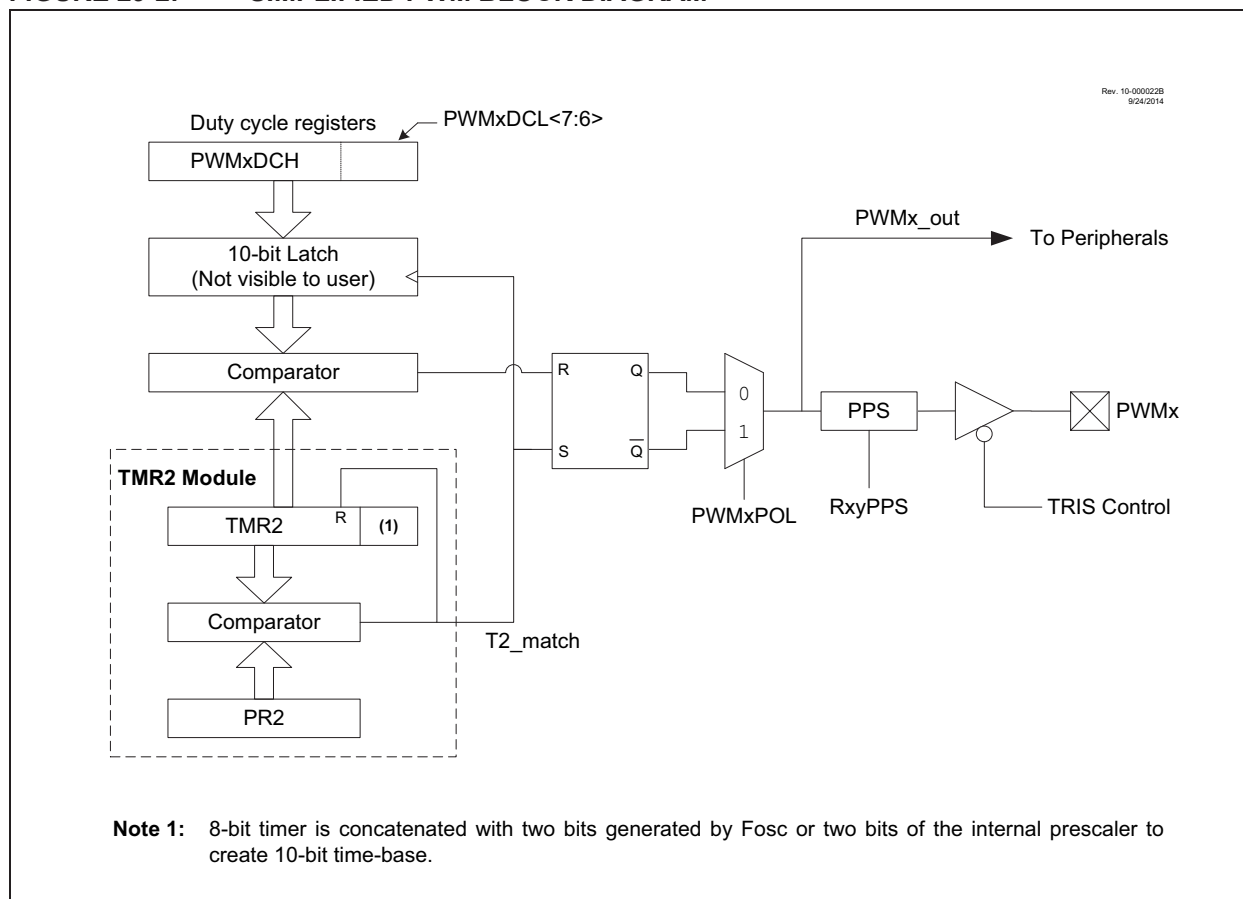 Rev. 10-000022B
9/24/2014
Duty cycle registers
PWMxDCL<7:6>
PWMxDCH
10-bit Latch
(Not visible to user)
Comparator
PWMx_out
To Peripherals
R
Q
S
Q̅
0
1
PWMxPOL
PPS
RxyPPS
PWMx
TRIS Control
TMR2 Module
TMR2
R
(1)
Comparator
T2_match
PR2
Note 1: 8-bit timer is concatenated with two bits generated by Fosc or two bits of the internal prescaler to
create 10-bit time-base.